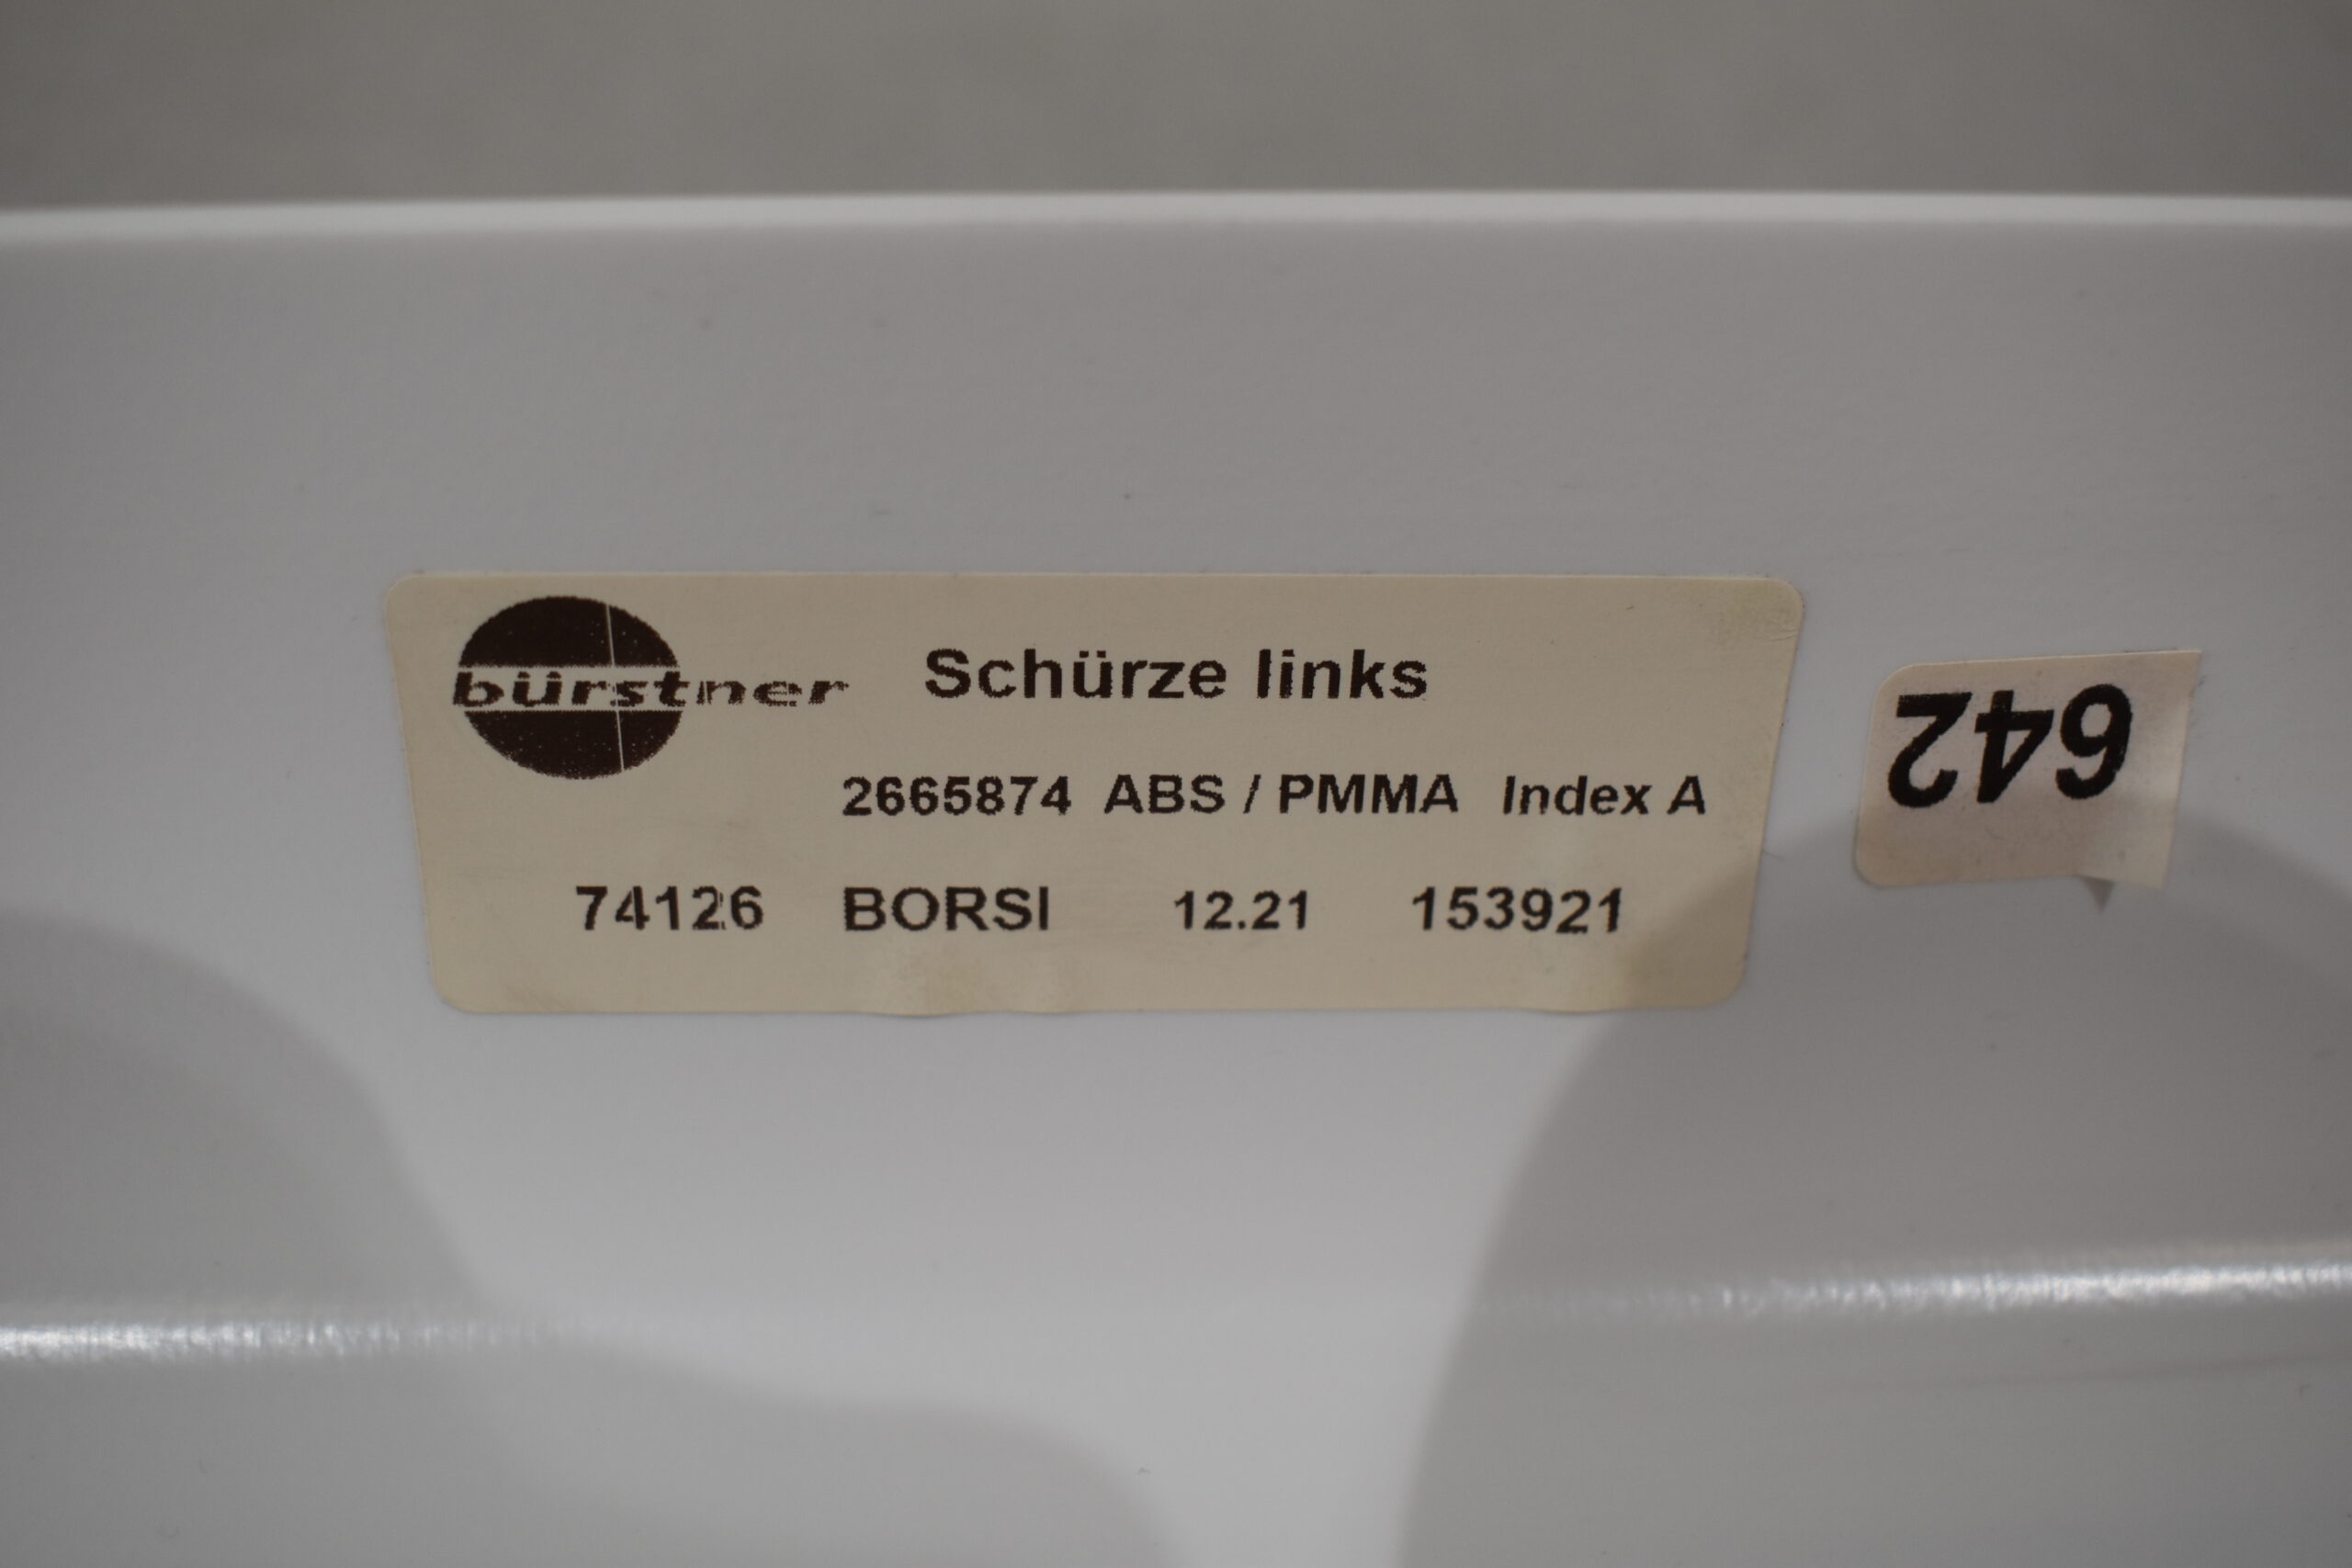 bürstner Schürze links
2665874 ABS / PMMA Index A
74126 BORSI 12.21 153921
642